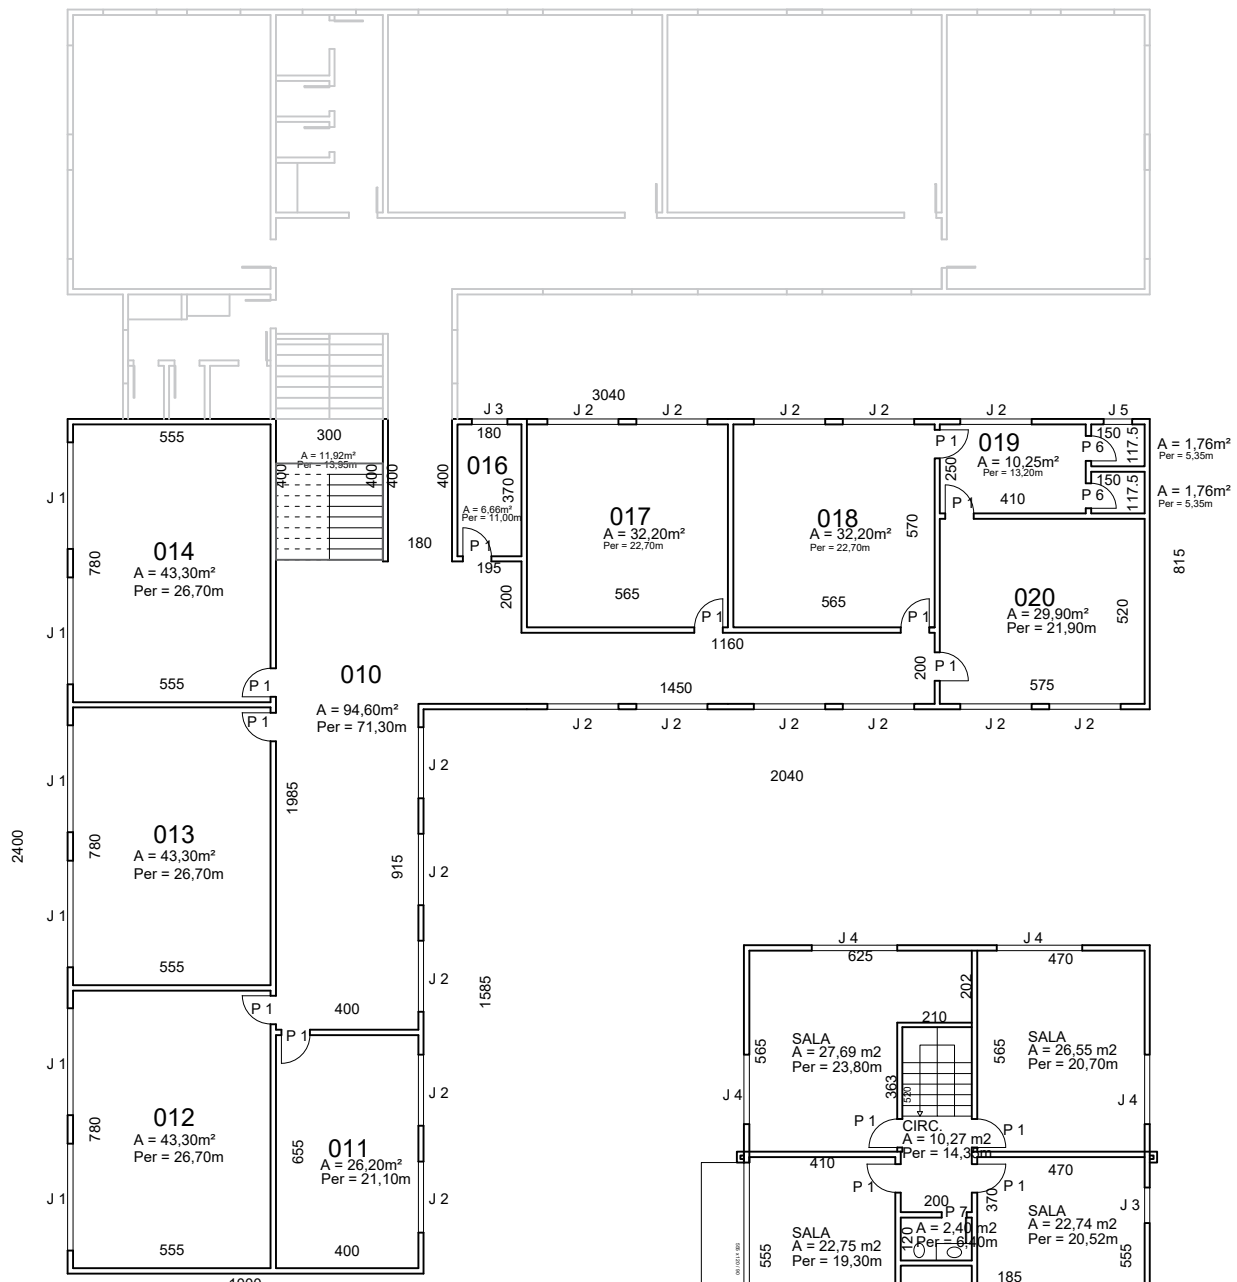 3040
J 3
J 2
J 2
J 2
J 2
J 2
J 5
555
300
A = 11,92m²
Per = 13,95m
400
400
400
400
180
016
370
A = 6,66m²
Per = 11,00m
P 1
195
180
200
017
A = 32,20m²
Per = 22,70m
565
P 1
018
A = 32,20m²
Per = 22,70m
570
565
P 1
1160
P 1
019
A = 10,25m²
Per = 13,20m
250
410
P 1
P 6
150
117.5
A = 1,76m²
Per = 5,35m
P 6
150
117.5
A = 1,76m²
Per = 5,35m
815
020
A = 29,90m²
Per = 21,90m
520
P 1
575
200
1450
J 1
780
014
A = 43,30m²
Per = 26,70m
J 1
555
P 1
010
A = 94,60m²
Per = 71,30m
J 2
J 2
J 2
J 2
J 2
J 2
2040
P 1
J 1
1985
J 2
2400
780
013
A = 43,30m²
Per = 26,70m
915
J 2
J 1
555
J 2
1585
P 1
400
P 1
J 1
780
012
A = 43,30m²
Per = 26,70m
655
011
A = 26,20m²
Per = 21,10m
J 2
J 2
J 1
555
400
J 4
J 4
625
470
202
210
565
SALA
A = 27,69 m2
Per = 23,80m
363
520
565
SALA
A = 26,55 m2
Per = 20,70m
J 4
J 4
P 1
CIRC.
A = 10,27 m2
Per = 14,35m
P 1
410
470
P 1
P 1
200
P 7
370
J 3
555
SALA
A = 22,75 m2
Per = 19,30m
120
A = 2,40 m2
Per = 6,40m
SALA
A = 22,74 m2
Per = 20,52m
555
185